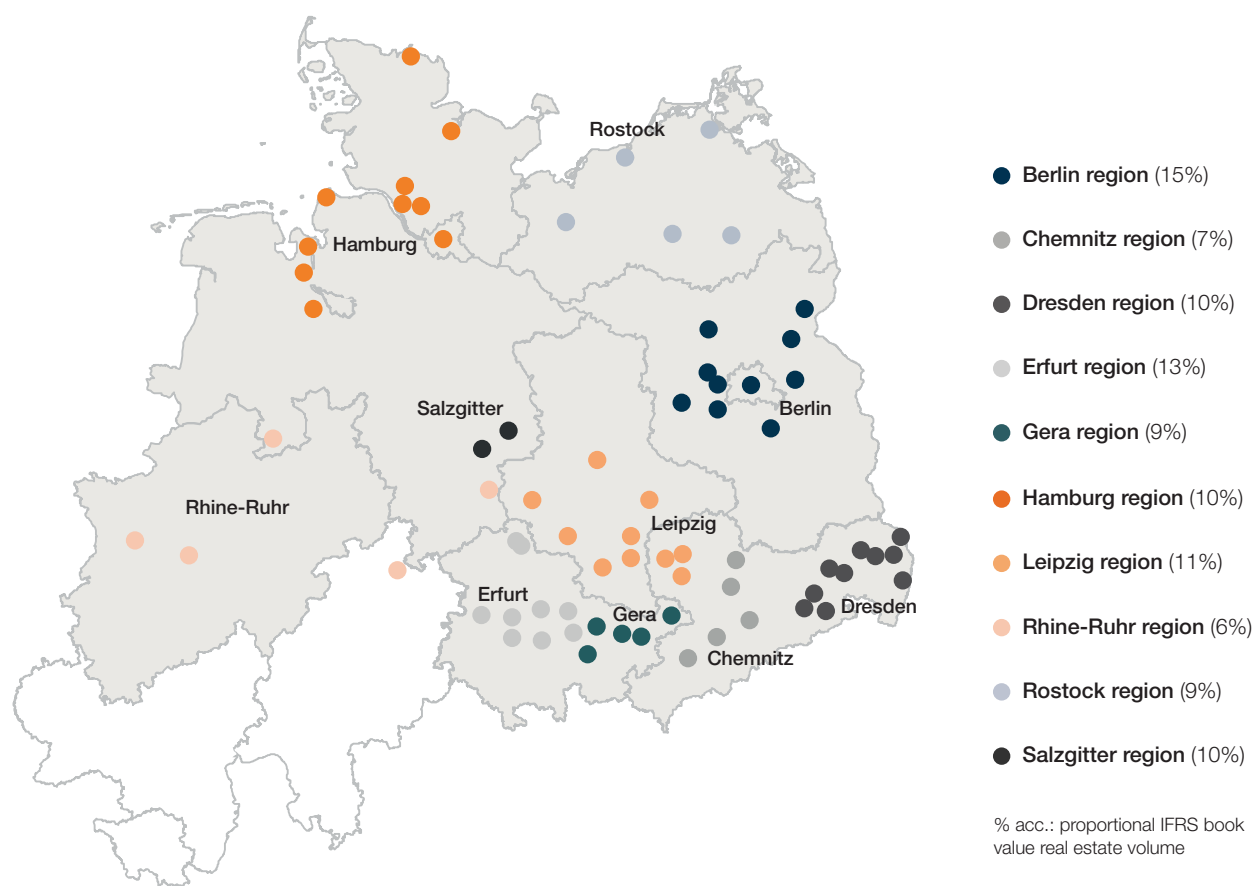 Rostock
Hamburg
Salzgitter
Berlin
Rhine-Ruhr
Leipzig
Erfurt
Gera
Dresden
Chemnitz
Berlin region (15%)
Chemnitz region (7%)
Dresden region (10%)
Erfurt region (13%)
Gera region (9%)
Hamburg region (10%)
Leipzig region (11%)
Rhine-Ruhr region (6%)
Rostock region (9%)
Salzgitter region (10%)
% acc.: proportional IFRS book
value real estate volume